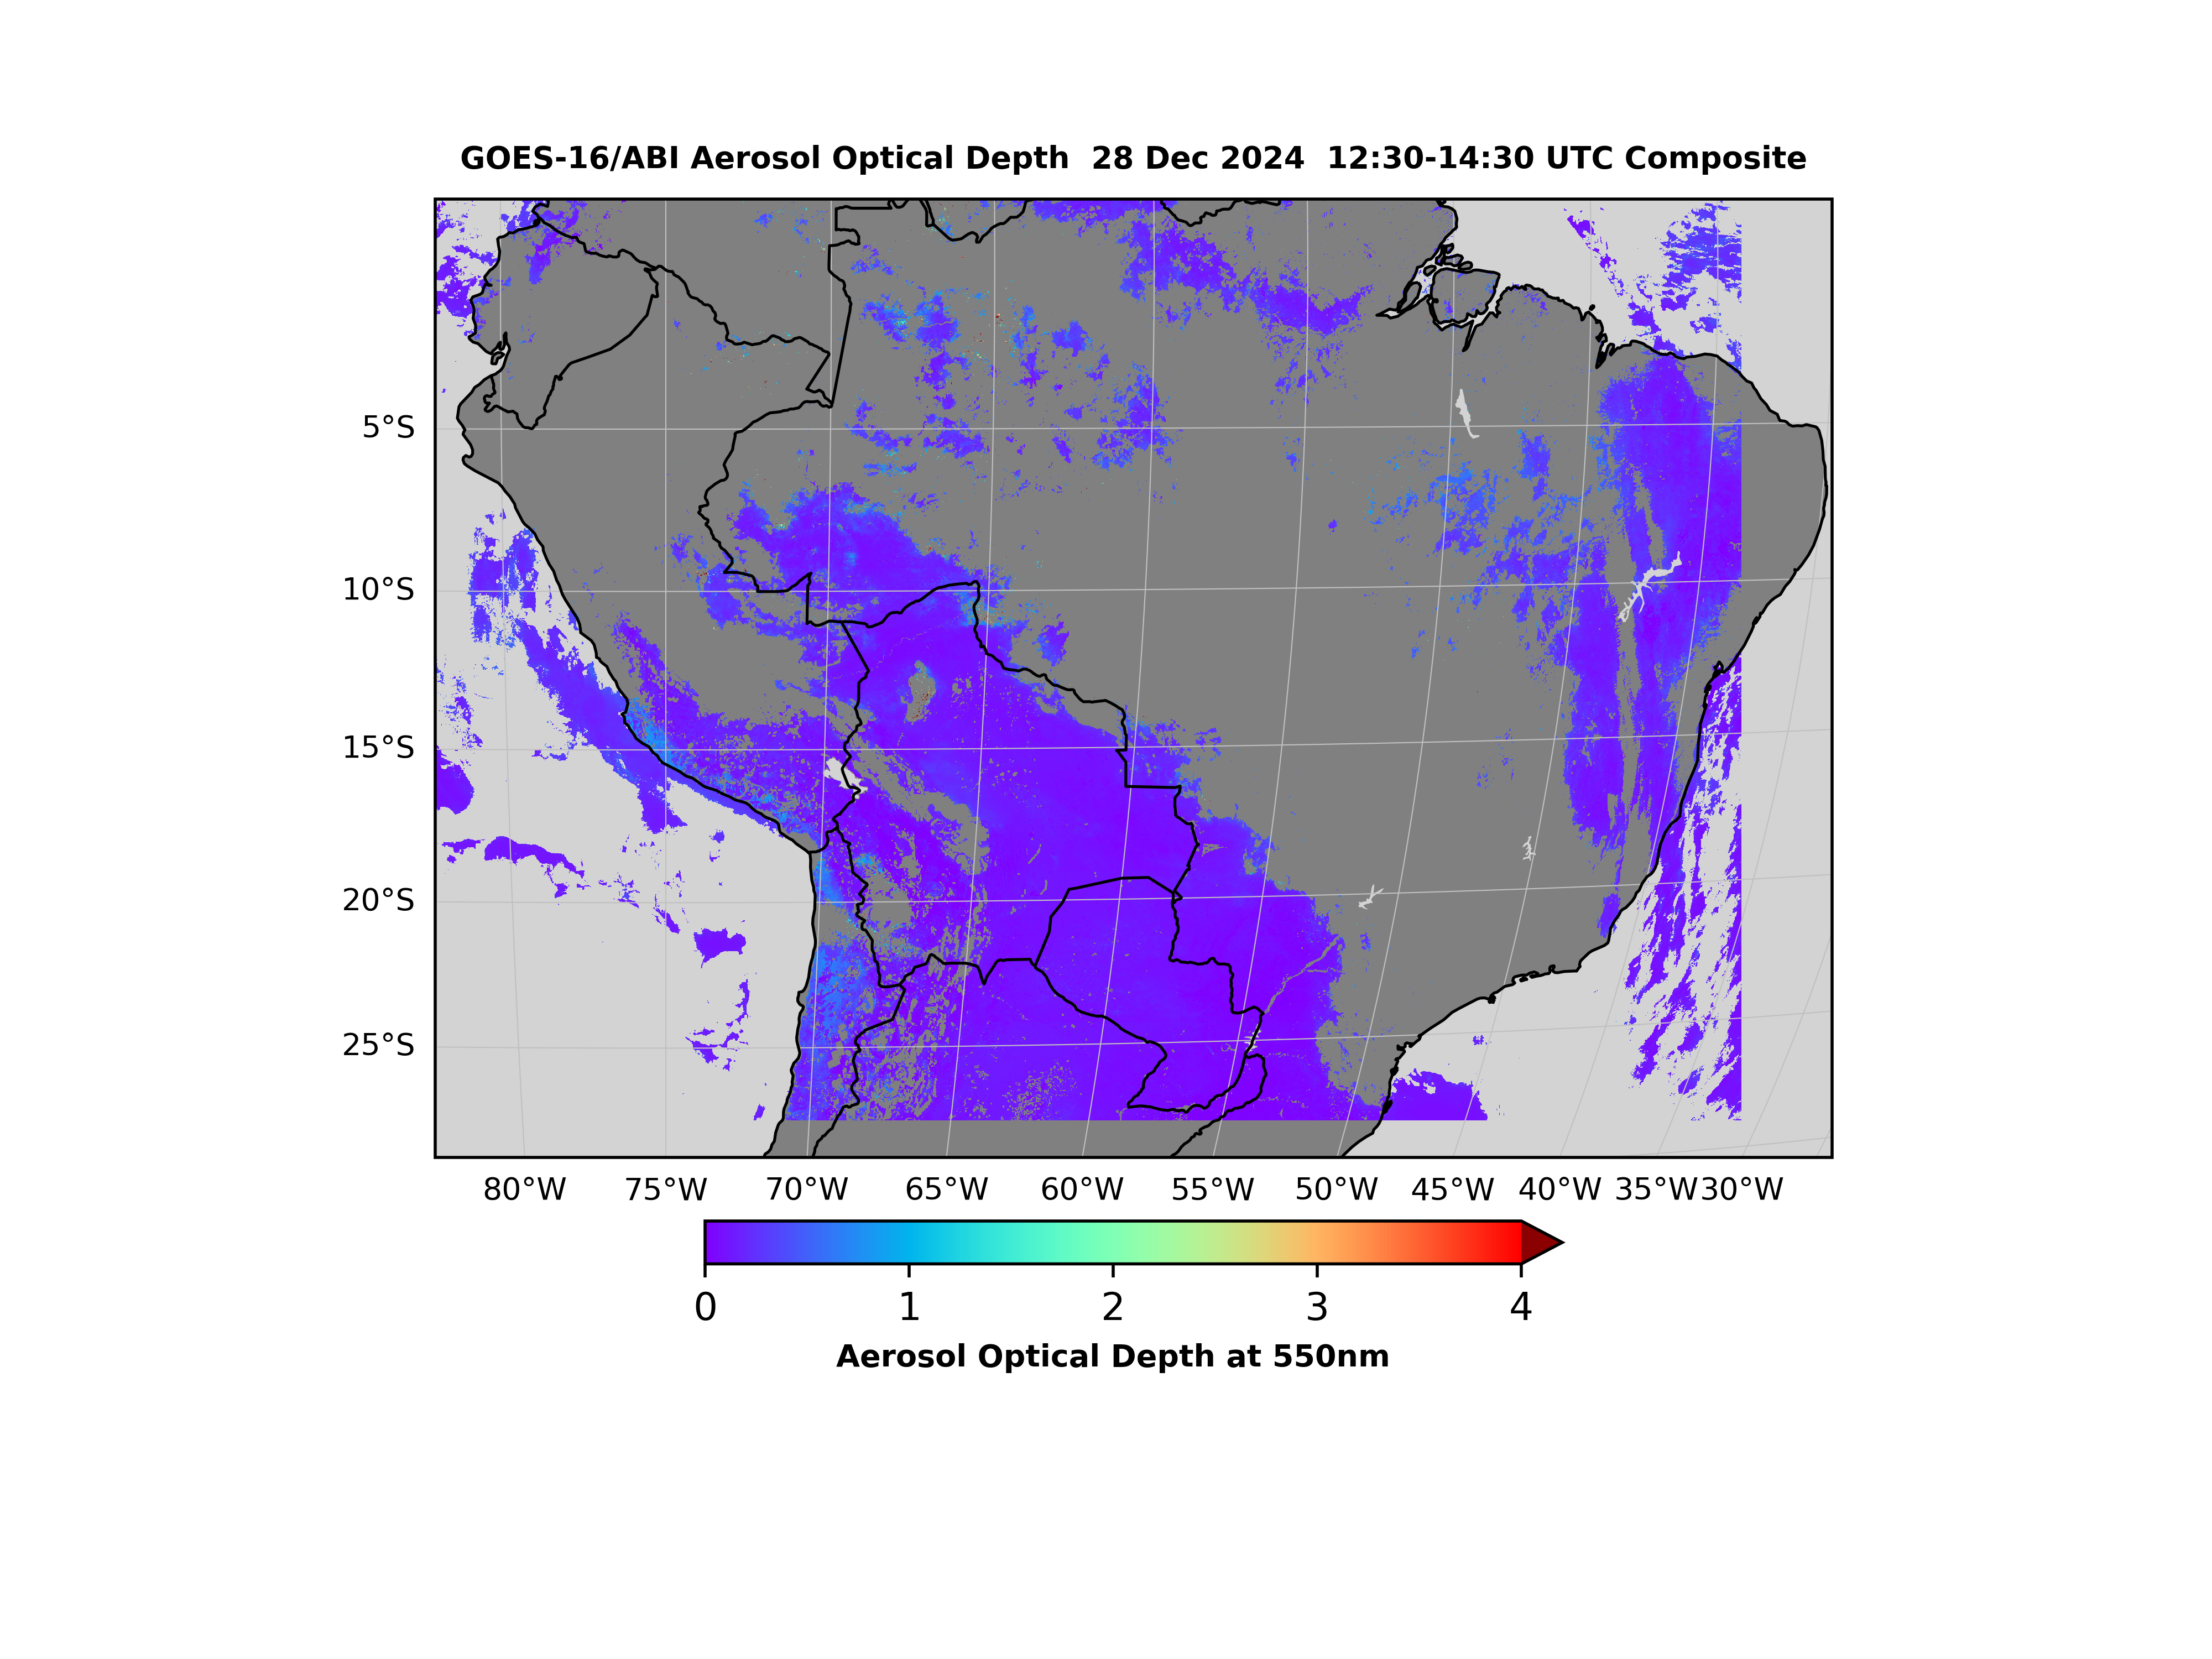 GOES-16/ABI Aerosol Optical Depth  28 Dec 2024  12:30-14:30 UTC Composite
5°S
10°S
15°S
20°S
25°S
80°W 75°W 70°W 65°W 60°W 55°W 50°W 45°W 40°W 35°W 30°W
0 1 2 3 4
Aerosol Optical Depth at 550nm